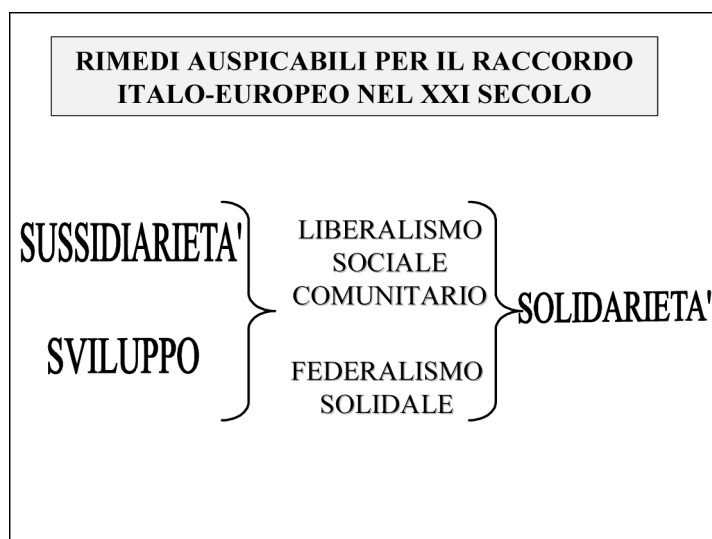 RIMEDI AUSPICABILI PER IL RACCORDO
ITALO-EUROPEO NEL XXI SECOLO
SUSSIDIARIETA'
SVILUPPO
LIBERALISMO
SOCIALE
COMUNITARIO
FEDERALISMO
SOLIDALE
SOLIDARIETA'